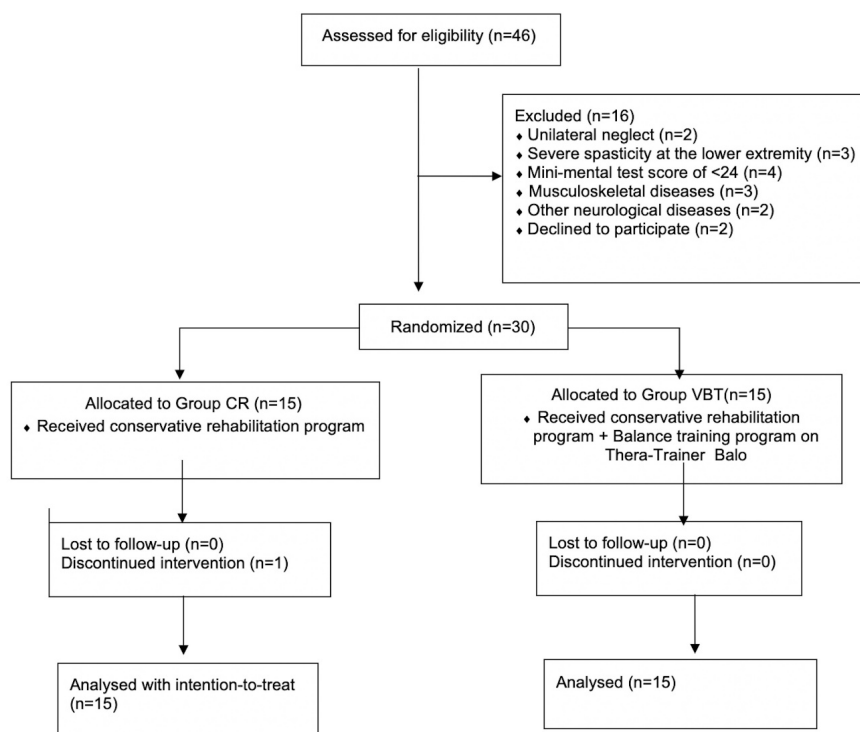 Assessed for eligibility (n=46)
Excluded (n=16)
♦ Unilateral neglect (n=2)
♦ Severe spasticity at the lower extremity (n=3)
♦ Mini-mental test score of <24 (n=4)
♦ Musculoskeletal diseases (n=3)
♦ Other neurological diseases (n=2)
♦ Declined to participate (n=2)
Randomized (n=30)
Allocated to Group CR (n=15)
♦ Received conservative rehabilitation program
Allocated to Group VBT(n=15)
♦ Received conservative rehabilitation
program + Balance training program on
Thera-Trainer Balo
Lost to follow-up (n=0)
Discontinued intervention (n=1)
Lost to follow-up (n=0)
Discontinued intervention (n=0)
Analysed with intention-to-treat
(n=15)
Analysed (n=15)